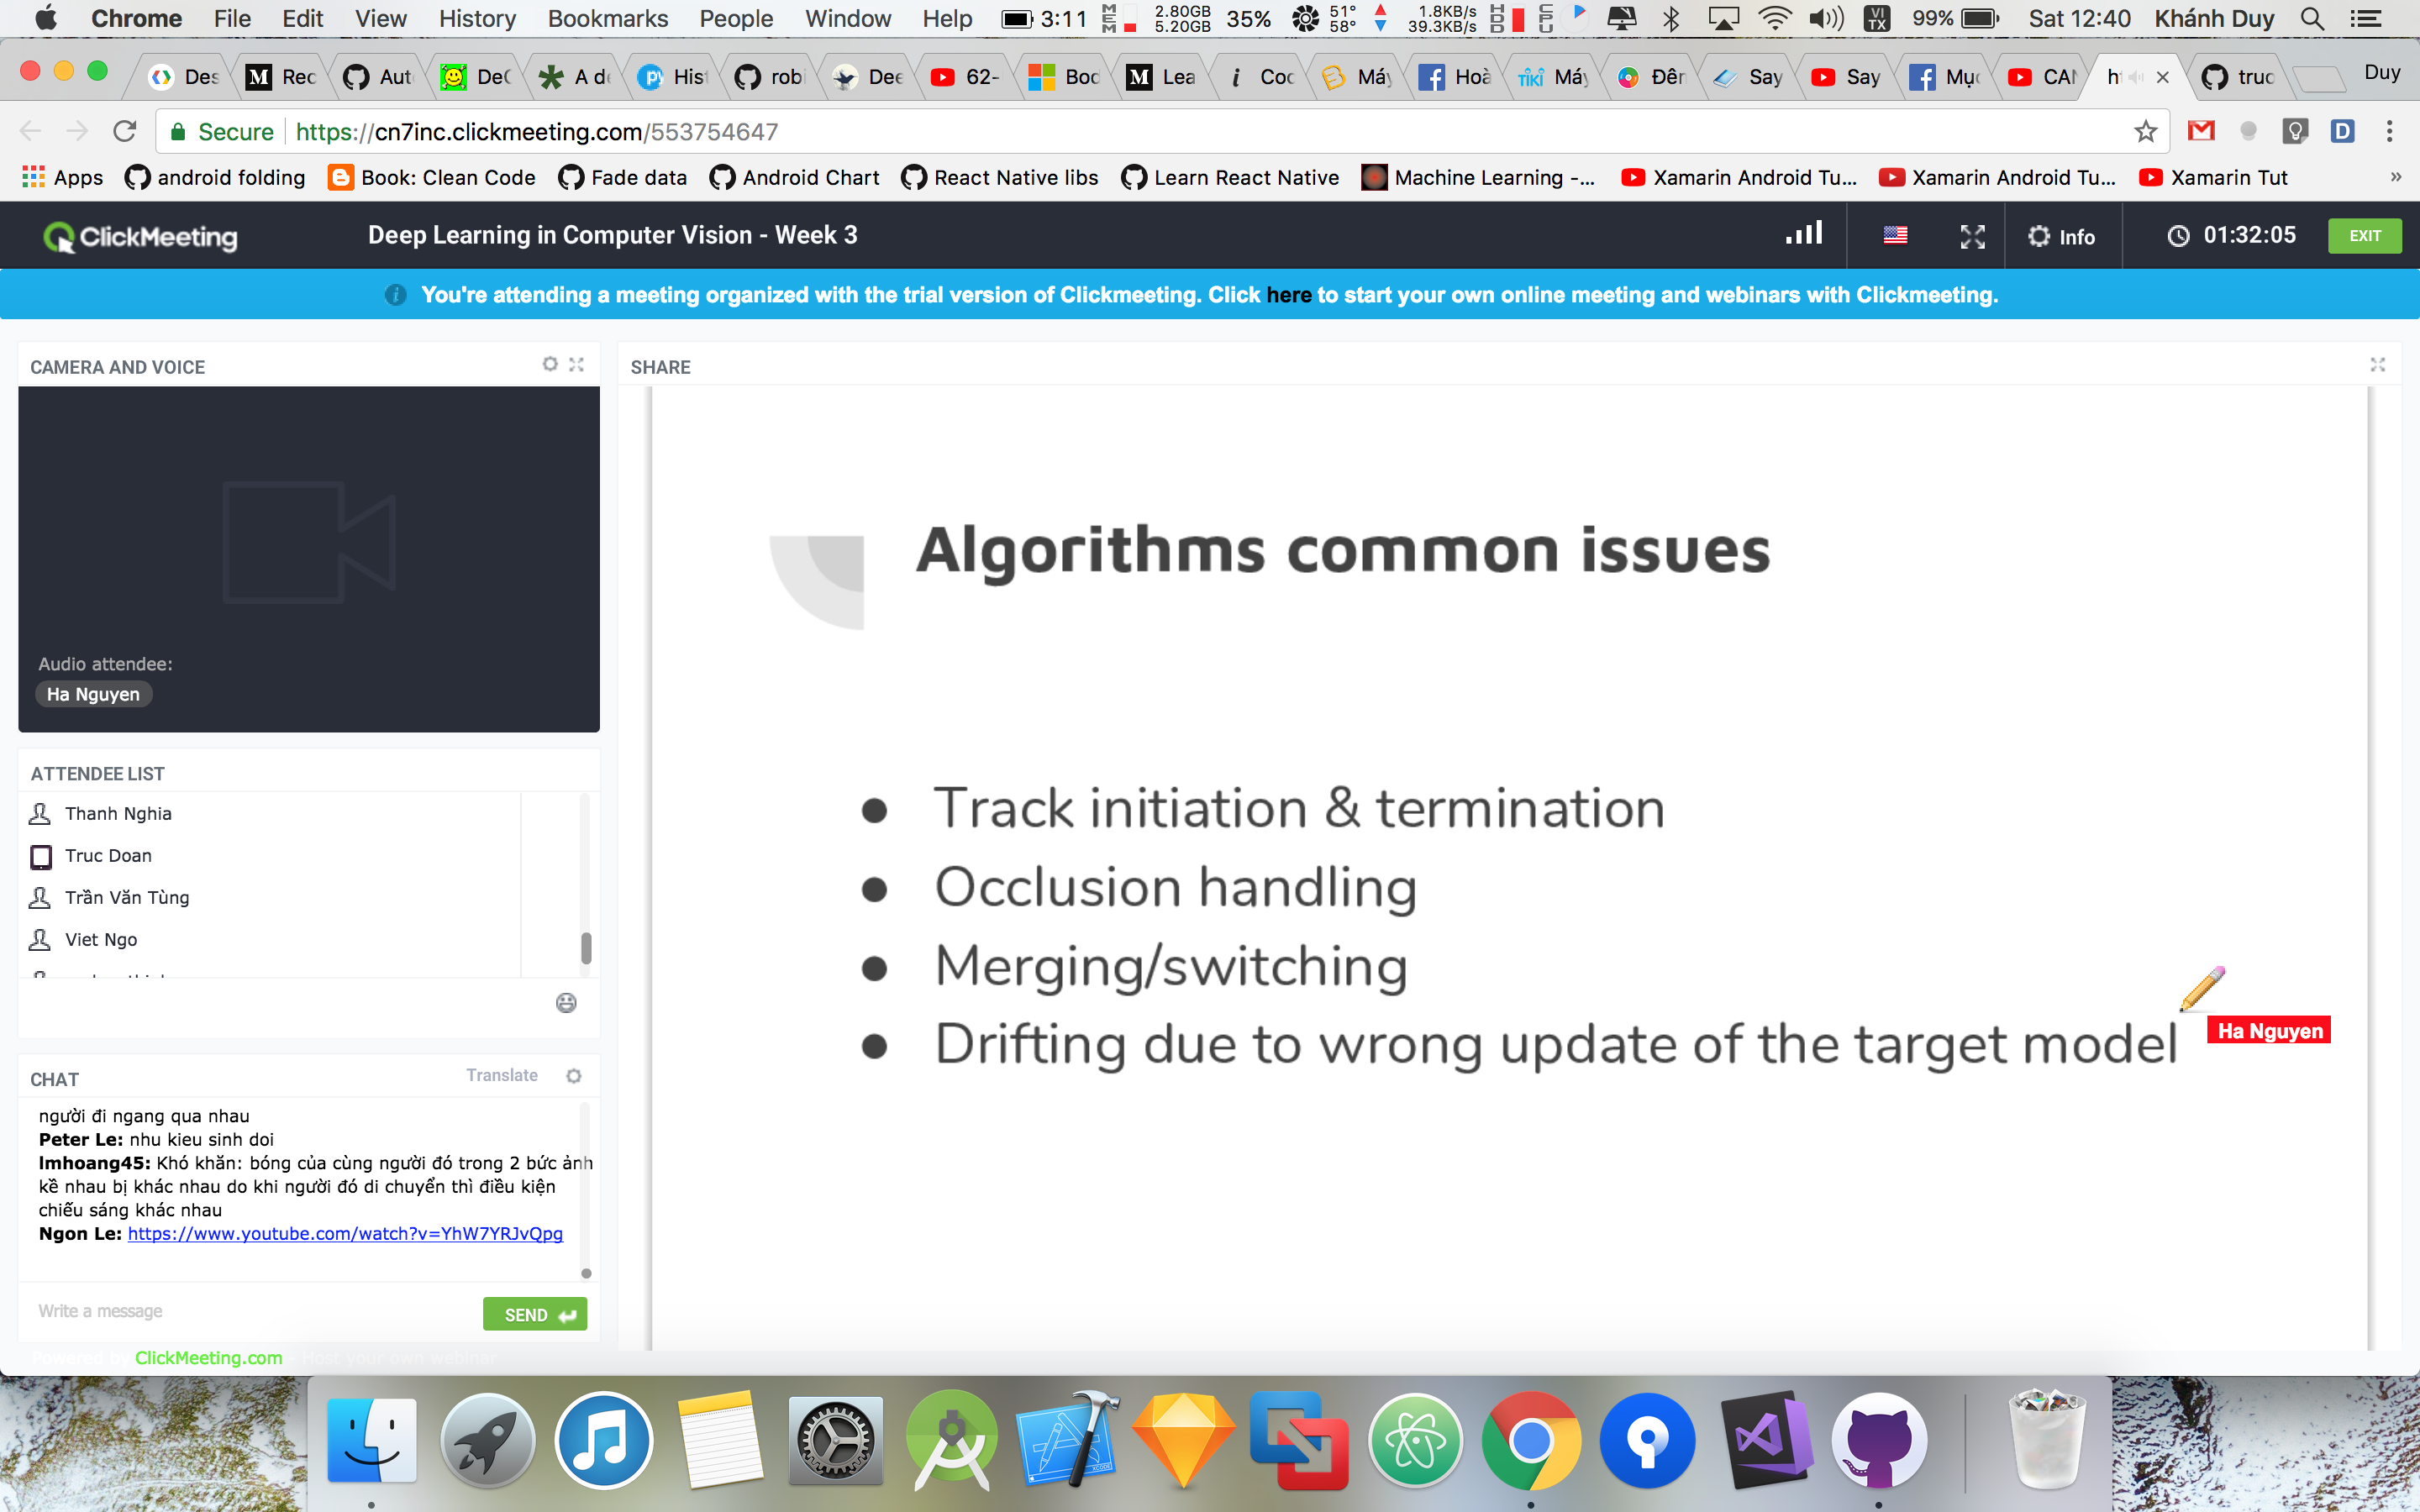 Chrome File Edit View History Bookmarks People Window Help 3:11 MEM 2.80GB 5.20GB 35% 51° 58° 1.8KB/s 39.3KB/s HDD CPU VI TX 99% Sat 12:40 Khánh Duy
Des Rec Aut DeC A de Hist robi Dee 62- Boc Lea Coc Máy Hoà TiKi Máy Đêr Say Say Mục CAN ht truc Duy
Secure https://cn7inc.clickmeeting.com/553754647
Apps android folding Book: Clean Code Fade data Android Chart React Native libs Learn React Native Machine Learning -... Xamarin Android Tu... Xamarin Android Tu... Xamarin Tut »
ClickMeeting Deep Learning in Computer Vision - Week 3 Info 01:32:05 EXIT
You're attending a meeting organized with the trial version of Clickmeeting. Click here to start your own online meeting and webinars with Clickmeeting.
CAMERA AND VOICE
Audio attendee:
Ha Nguyen
ATTENDEE LIST
Thanh Nghia
Truc Doan
Trần Văn Tùng
Viet Ngo
CHAT Translate
người đi ngang qua nhau
Peter Le: nhu kieu sinh doi
lmhoang45: Khó khăn: bóng của cùng người đó trong 2 bức ảnh
kề nhau bị khác nhau do khi người đó di chuyển thì điều kiện
chiếu sáng khác nhau
Ngon Le: https://www.youtube.com/watch?v=YhW7YRJvQpg
Write a message SEND
Powered by ClickMeeting.com Host your own webinar
SHARE
Algorithms common issues
● Track initiation & termination
● Occlusion handling
● Merging/switching
● Drifting due to wrong update of the target model
Ha Nguyen